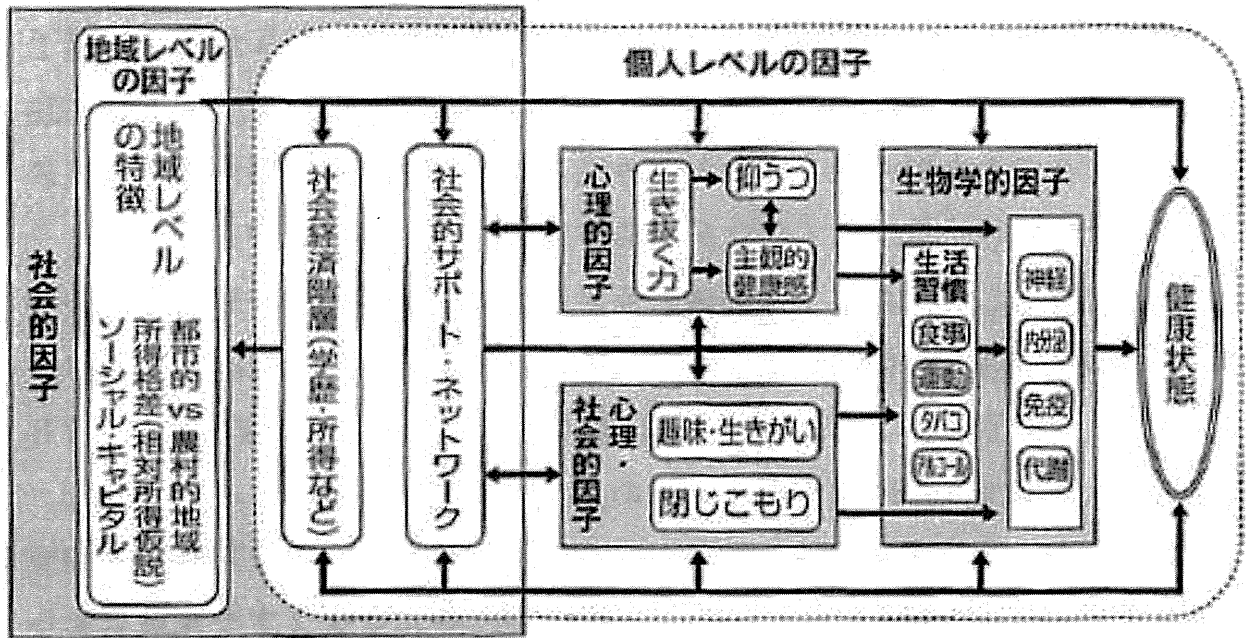 社会的因子
地域レベル
の因子
地域レベル
の特徴
都市的 vs 農村的地域
所得格差(相対所得仮説)
ソーシャル・キャピタル
個人レベルの因子
社会経済階層(学歴・所得など)
社会的サポート・ネットワーク
心理的因子
生き抜く力
抑うつ
主観的
健康感
心理・
社会的因子
趣味・生きがい
閉じこもり
生物学的因子
生活
習慣
食事
運動
タバコ
アルコール
神経
内分泌
免疫
代謝
健康状態